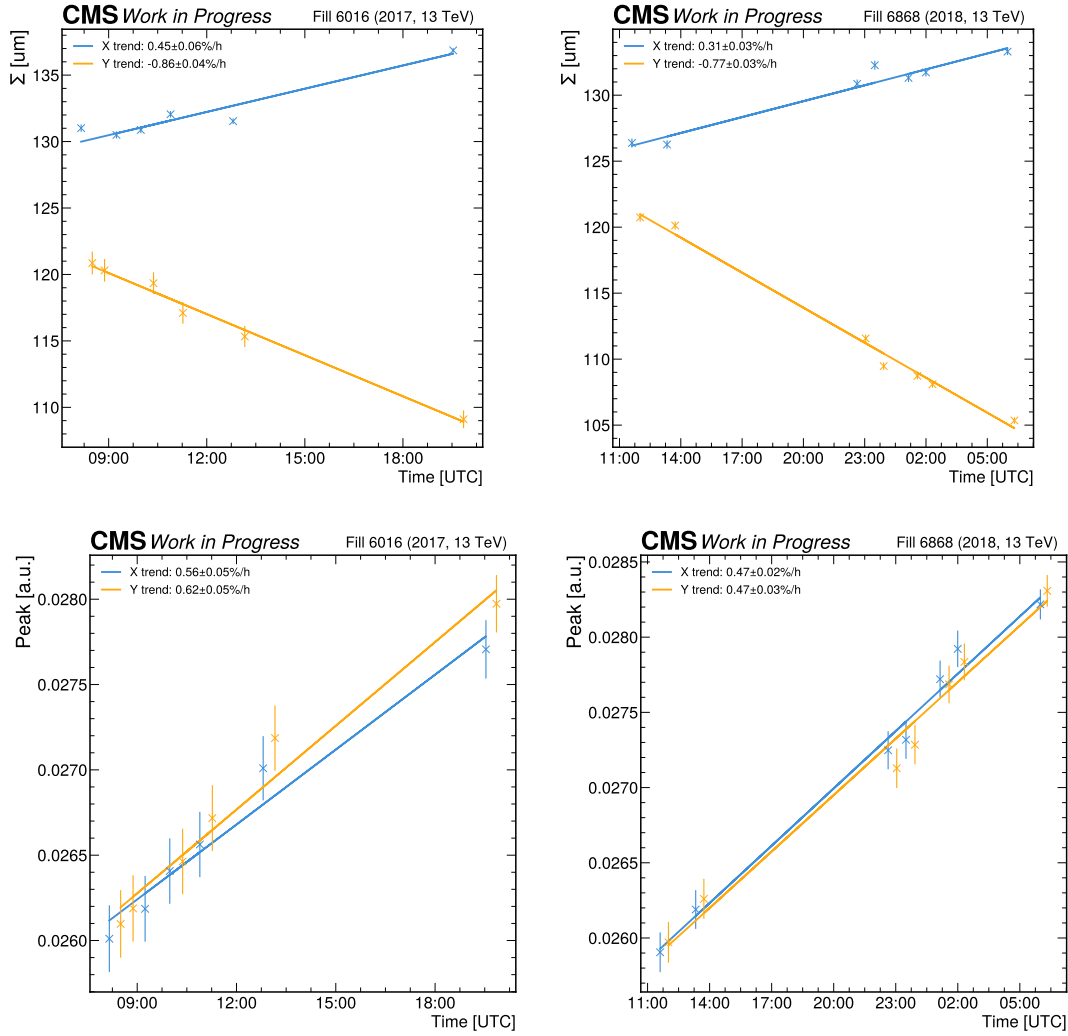 CMS Work in Progress Fill 6016 (2017, 13 TeV)
X trend: 0.45±0.06%/h
Y trend: -0.86±0.04%/h
Σ [um]
135
130
125
120
115
110
09:00 12:00 15:00 18:00
Time [UTC]
CMS Work in Progress Fill 6868 (2018, 13 TeV)
X trend: 0.31±0.03%/h
Y trend: -0.77±0.03%/h
Σ [um]
130
125
120
115
110
105
11:00 14:00 17:00 20:00 23:00 02:00 05:00
Time [UTC]
CMS Work in Progress Fill 6016 (2017, 13 TeV)
X trend: 0.56±0.05%/h
Y trend: 0.62±0.05%/h
Peak [a.u.]
0.0280
0.0275
0.0270
0.0265
0.0260
09:00 12:00 15:00 18:00
Time [UTC]
CMS Work in Progress Fill 6868 (2018, 13 TeV)
X trend: 0.47±0.02%/h
Y trend: 0.47±0.03%/h
Peak [a.u.]
0.0285
0.0280
0.0275
0.0270
0.0265
0.0260
11:00 14:00 17:00 20:00 23:00 02:00 05:00
Time [UTC]